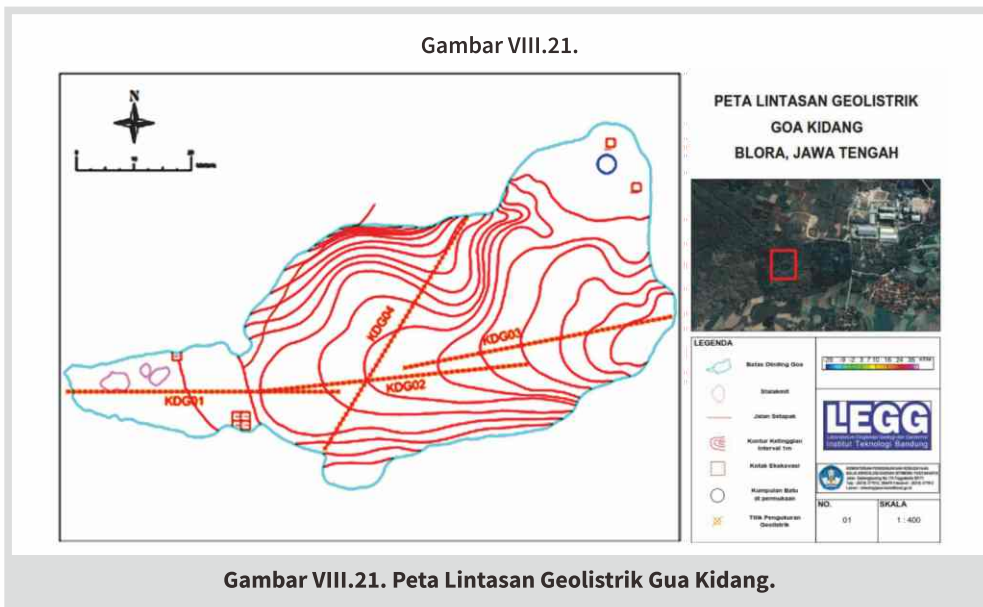 Gambar VIII.21.
N
KDG01
KDG02
KDG03
KDG04
PETA LINTASAN GEOLISTRIK
GOA KIDANG
BLORA, JAWA TENGAH
LEGENDA
Batas Dinding Goa
Stalakmit
Jalan Setapak
Kontur Ketinggian
Interval 1m
Kotak Ekskavasi
Kumpulan Batu
di permukaan
Titik Pengukuran
Geolistrik
LEGG
Institut Teknologi Bandung
NO.
01
SKALA
1 : 400
Gambar VIII.21. Peta Lintasan Geolistrik Gua Kidang.